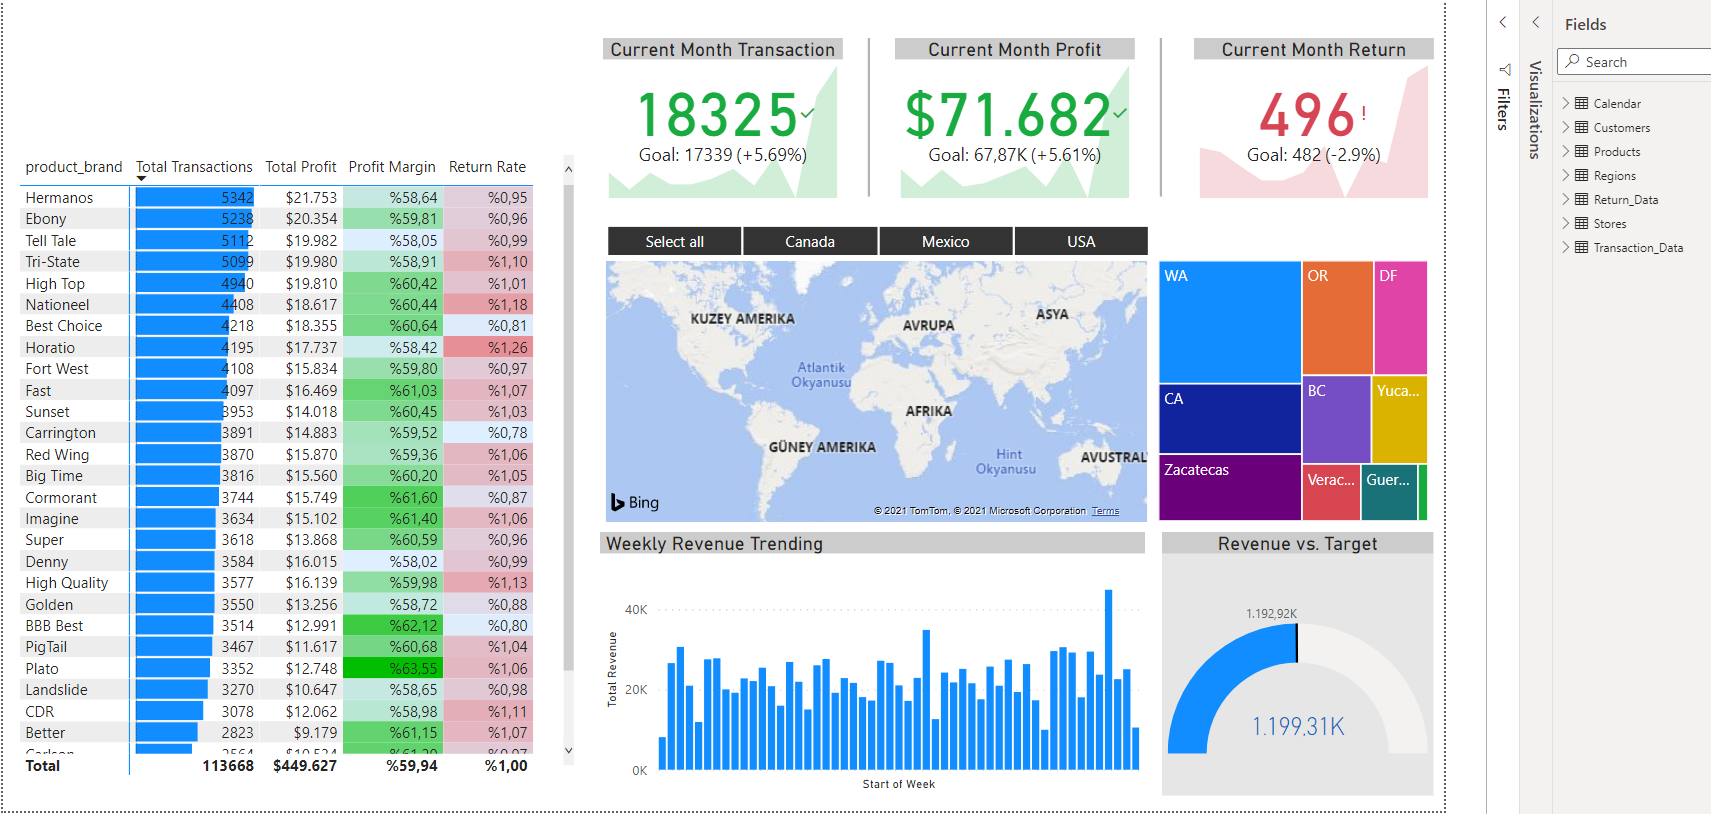 Current Month Transaction
18325
Goal: 17339 (+5.69%)
Current Month Profit
$71.682
Goal: 67,87K (+5.61%)
Current Month Return
496 !
Goal: 482 (-2.9%)
product_brand Total Transactions Total Profit Profit Margin Return Rate
Hermanos 5342 $21.753 %58,64 %0,95
Ebony 5238 $20.354 %59,81 %0,96
Tell Tale 5112 $19.982 %58,05 %0,99
Tri-State 5099 $19.980 %58,91 %1,10
High Top 4940 $19.810 %60,42 %1,01
Nationeel 4408 $18.617 %60,44 %1,18
Best Choice 4218 $18.355 %60,64 %0,81
Horatio 4195 $17.737 %58,42 %1,26
Fort West 4108 $15.834 %59,80 %0,97
Fast 4097 $16.469 %61,03 %1,07
Sunset 3953 $14.018 %60,45 %1,03
Carrington 3891 $14.883 %59,52 %0,78
Red Wing 3870 $15.870 %59,36 %1,06
Big Time 3816 $15.560 %60,20 %1,05
Cormorant 3744 $15.749 %61,60 %0,87
Imagine 3634 $15.102 %61,40 %1,06
Super 3618 $13.868 %60,59 %0,96
Denny 3584 $16.015 %58,02 %0,99
High Quality 3577 $16.139 %59,98 %1,13
Golden 3550 $13.256 %58,72 %0,88
BBB Best 3514 $12.991 %62,12 %0,80
PigTail 3467 $11.617 %60,68 %1,04
Plato 3352 $12.748 %63,55 %1,06
Landslide 3270 $10.647 %58,65 %0,98
CDR 3078 $12.062 %58,98 %1,11
Better 2823 $9.179 %61,15 %1,07
Total 113668 $449.627 %59,94 %1,00
Select all Canada Mexico USA
KUZEY AMERIKA
AVRUPA
ASYA
Atlantik
Okyanusu
AFRIKA
GÜNEY AMERIKA
Hint
Okyanusu
AVUSTRAL
Bing
© 2021 TomTom, © 2021 Microsoft Corporation Terms
WA
OR
DF
CA
BC
Yuca...
Zacatecas
Verac...
Guer...
Weekly Revenue Trending
Total Revenue
40K
20K
0K
Start of Week
Revenue vs. Target
1.192,92K
1.199,31K
Filters
Visualizations
Fields
Search
Calendar
Customers
Products
Regions
Return_Data
Stores
Transaction_Data